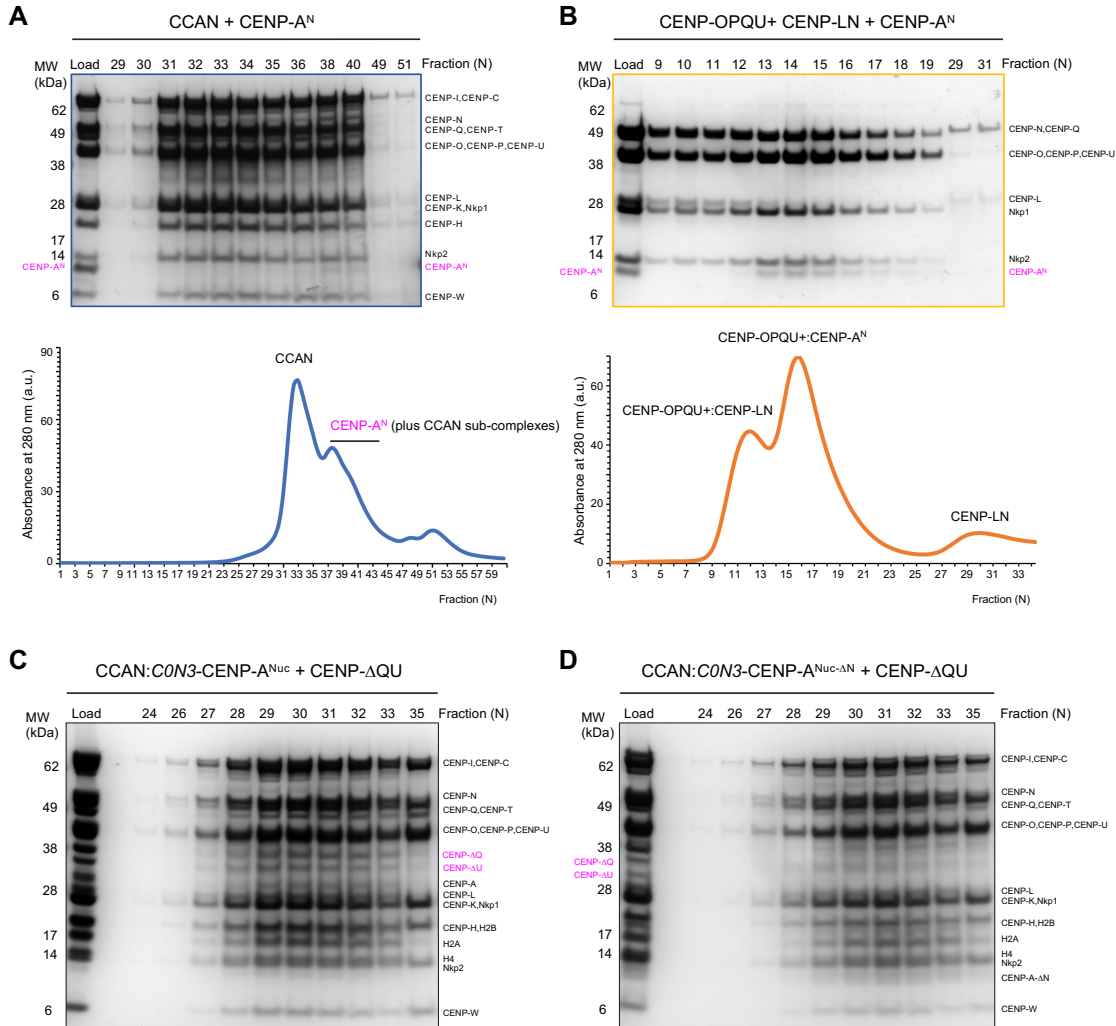 A
CCAN + CENP-Aᴺ
MW
(kDa)
Load 29 30 31 32 33 34 35 36 38 40 49 51 Fraction (N)
62
49
38
28
17
14
CENP-Aᴺ
6
CENP-I,CENP-C
CENP-N
CENP-Q,CENP-T
CENP-O,CENP-P,CENP-U
CENP-L
CENP-K,Nkp1
CENP-H
Nkp2
CENP-Aᴺ
CENP-W
90
60
30
0
Absorbance at 280 nm (a.u.)
CCAN
CENP-Aᴺ (plus CCAN sub-complexes)
1 3 5 7 9 11 13 15 17 19 21 23 25 27 29 31 33 35 37 39 41 43 45 47 49 51 53 55 57 59
Fraction (N)
B
CENP-OPQU+ CENP-LN + CENP-Aᴺ
MW
(kDa)
Load 9 10 11 12 13 14 15 16 17 18 19 29 31 Fraction (N)
62
49
38
28
17
14
CENP-Aᴺ
6
CENP-N,CENP-Q
CENP-O,CENP-P,CENP-U
CENP-L
Nkp1
Nkp2
CENP-Aᴺ
CENP-OPQU+:CENP-Aᴺ
CENP-OPQU+:CENP-LN
CENP-LN
60
40
20
0
Absorbance at 280 nm (a.u.)
1 3 5 7 9 11 13 15 17 19 21 23 25 27 29 31 33
Fraction (N)
C
CCAN:C0N3-CENP-Aᴺᵘᶜ + CENP-ΔQU
MW
(kDa)
Load 24 26 27 28 29 30 31 32 33 35 Fraction (N)
62
49
38
28
17
14
6
CENP-I,CENP-C
CENP-N
CENP-Q,CENP-T
CENP-O,CENP-P,CENP-U
CENP-ΔQ
CENP-ΔU
CENP-A
CENP-L
CENP-K,Nkp1
CENP-H,H2B
H2A
H4
Nkp2
CENP-W
D
CCAN:C0N3-CENP-Aᴺᵘᶜ⁻ᐃᴺ + CENP-ΔQU
MW
(kDa)
Load 24 26 27 28 29 30 31 32 33 35 Fraction (N)
62
49
38
CENP-ΔQ
CENP-ΔU
28
17
14
6
CENP-I,CENP-C
CENP-N
CENP-Q,CENP-T
CENP-O,CENP-P,CENP-U
CENP-L
CENP-K,Nkp1
CENP-H,H2B
H2A
H4
Nkp2
CENP-A-ΔN
CENP-W